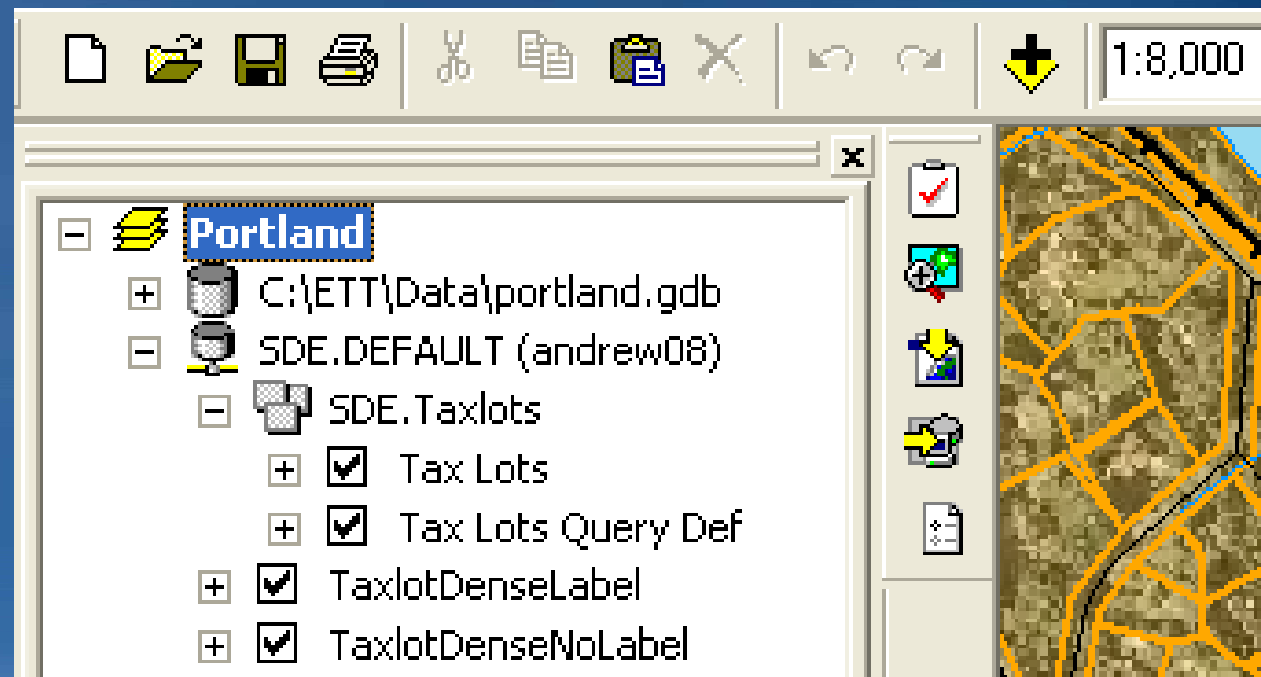 1:8,000
Portland
C:\ETT\Data\portland.gdb
SDE.DEFAULT (andrew08)
SDE.Taxlots
Tax Lots
Tax Lots Query Def
TaxlotDenseLabel
TaxlotDenseNoLabel